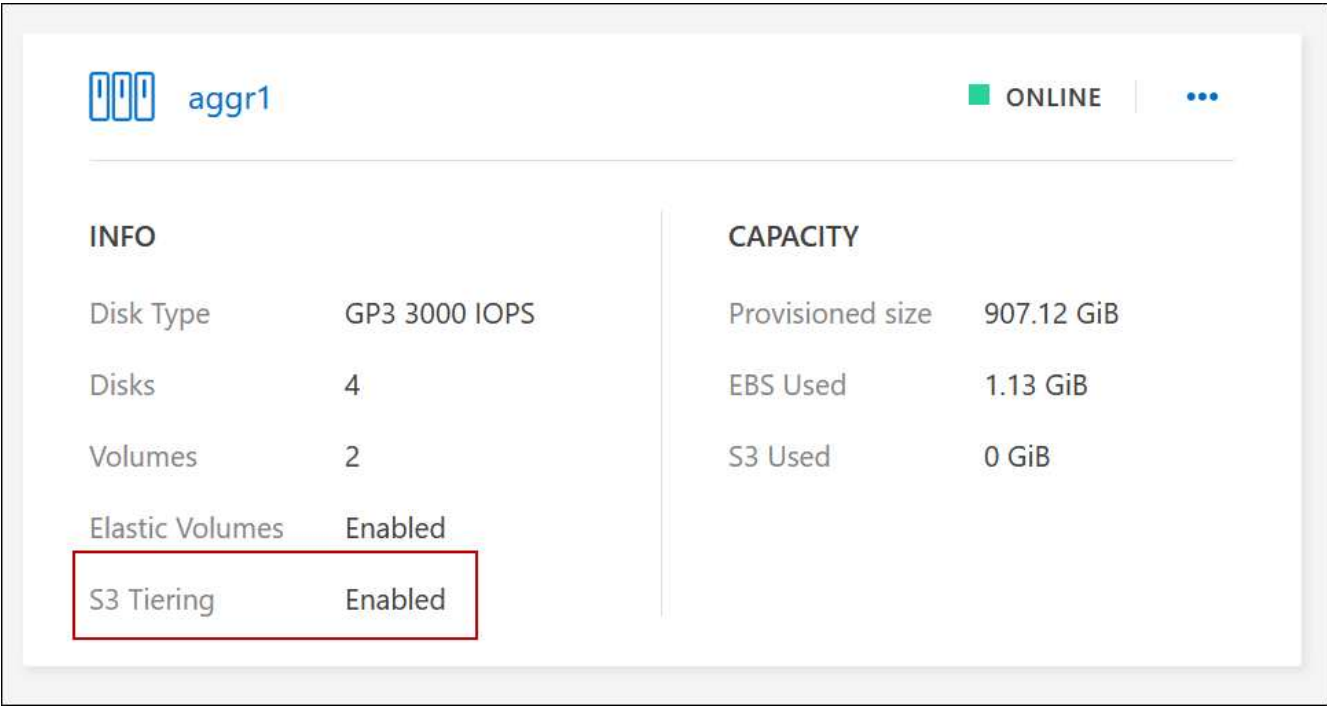 aggr1
ONLINE
INFO
Disk Type GP3 3000 IOPS
Disks 4
Volumes 2
Elastic Volumes Enabled
S3 Tiering Enabled
CAPACITY
Provisioned size 907.12 GiB
EBS Used 1.13 GiB
S3 Used 0 GiB